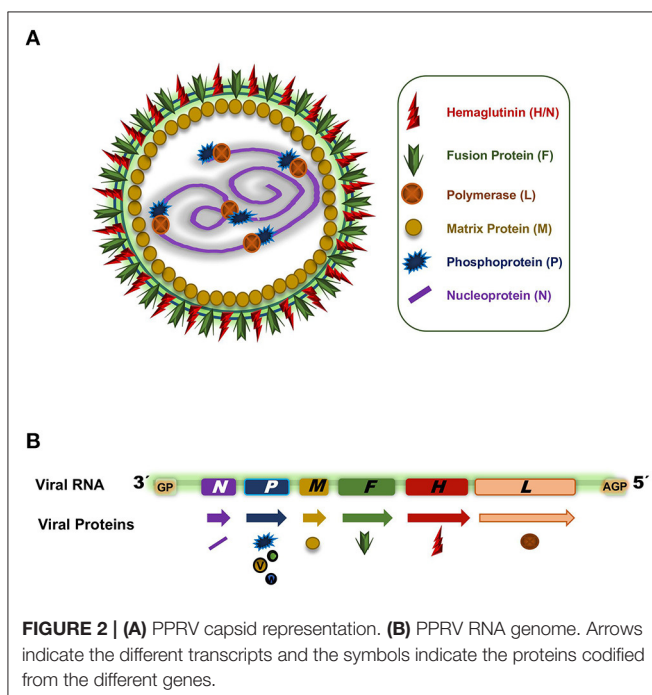 A
Hemaglutinin (H/N)
Fusion Protein (F)
Polymerase (L)
Matrix Protein (M)
Phosphoprotein (P)
Nucleoprotein (N)
B
Viral RNA 3´ GP N P M F H L AGP 5´
Viral Proteins
V
W
FIGURE 2 | (A) PPRV capsid representation. (B) PPRV RNA genome. Arrows
indicate the different transcripts and the symbols indicate the proteins codified
from the different genes.